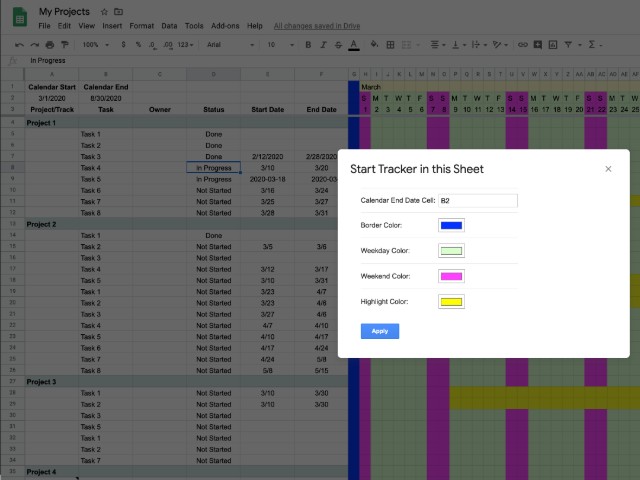 My Projects
File Edit View Insert Format Data Tools Add-ons Help All changes saved in Drive
100% $ % .0 .00 123 Arial 10 B I S A
fx In Progress
A B C D E F G H I J K L M N O P Q R S T U V W X Y Z AA AB AC AD AE AF
1 Calendar Start Calendar End March
2 3/1/2020 8/30/2020 S M T W T F S S M T W T F S S M T W T F S S M T W
3 Project/Track Task Owner Status Start Date End Date 1 2 3 4 5 6 7 8 9 10 11 12 13 14 15 16 17 18 19 20 21 22 23 24 25
4 Project 1
5 Task 1 Done
6 Task 2 Done
7 Task 3 Done 2/12/2020 2/28/2020
8 Task 4 In Progress 3/10 3/20
9 Task 5 In Progress 2020-03-18 2020-03
10 Task 6 Not Started 3/16 3/24
11 Task 7 Not Started 3/25 3/27
12 Task 8 Not Started 3/28 3/31
13 Project 2
14 Task 1 Done
15 Task 2 Not Started 3/5 3/6
16 Task 3 Not Started
17 Task 4 Not Started 3/12 3/17
18 Task 5 Not Started 3/10 3/31
19 Task 1 Not Started 3/23 4/7
20 Task 2 Not Started 3/23 4/6
21 Task 3 Not Started 3/27 4/6
22 Task 4 Not Started 4/7 4/10
23 Task 5 Not Started 4/10 4/17
24 Task 6 Not Started 4/17 4/24
25 Task 7 Not Started 4/24 5/8
26 Task 8 Not Started 5/8 5/15
27 Project 3
28 Task 1 Not Started 3/10 3/30
29 Task 2 Not Started 3/10 3/30
30 Task 3 Not Started
31 Task 5 Not Started
32 Task 1 Not Started
33 Task 2 Not Started
34 Task 7 Not Started
35 Project 4
Start Tracker in this Sheet
Calendar End Date Cell: B2
Border Color:
Weekday Color:
Weekend Color:
Highlight Color:
Apply